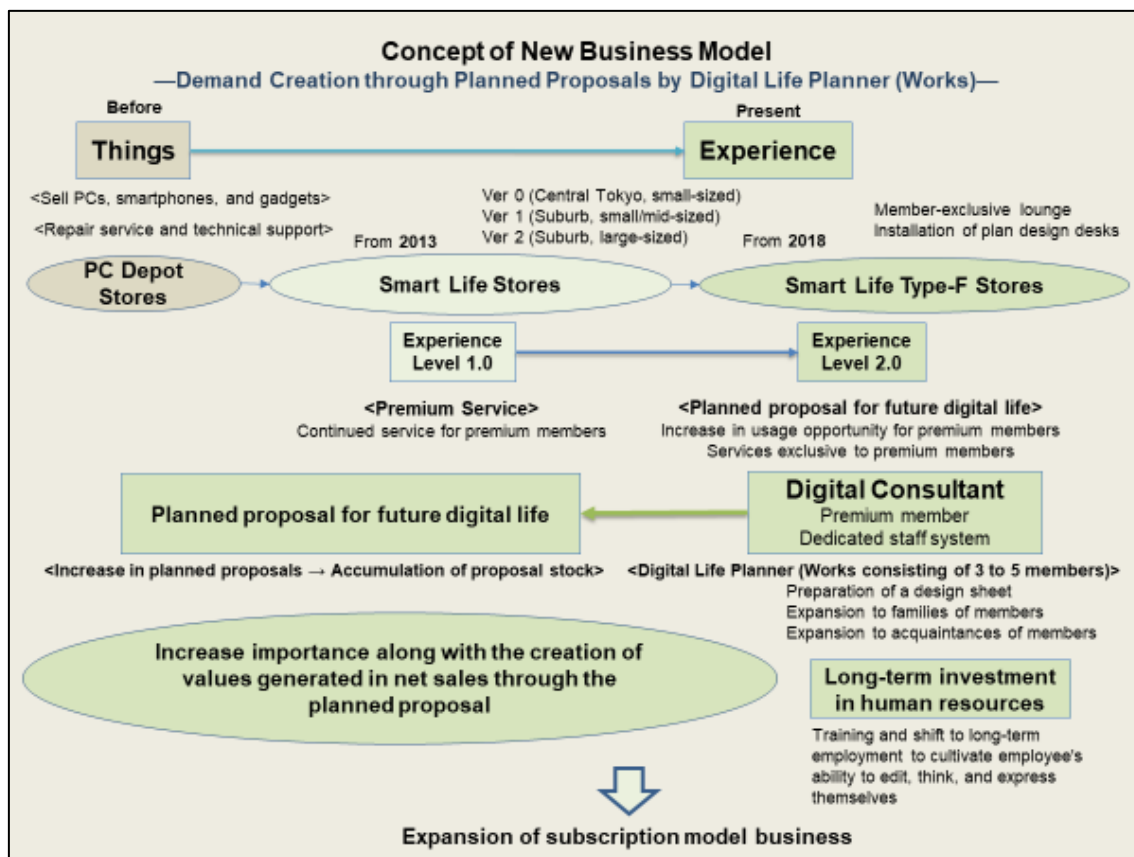 Concept of New Business Model
—Demand Creation through Planned Proposals by Digital Life Planner (Works)—
Before
Present
Things
Experience
<Sell PCs, smartphones, and gadgets>
<Repair service and technical support>
Ver 0 (Central Tokyo, small-sized)
Ver 1 (Suburb, small/mid-sized)
Ver 2 (Suburb, large-sized)
Member-exclusive lounge
Installation of plan design desks
From 2013
From 2018
PC Depot
Stores
Smart Life Stores
Smart Life Type-F Stores
Experience
Level 1.0
Experience
Level 2.0
<Premium Service>
Continued service for premium members
<Planned proposal for future digital life>
Increase in usage opportunity for premium members
Services exclusive to premium members
Planned proposal for future digital life
Digital Consultant
Premium member
Dedicated staff system
<Increase in planned proposals → Accumulation of proposal stock>
<Digital Life Planner (Works consisting of 3 to 5 members)>
Preparation of a design sheet
Expansion to families of members
Expansion to acquaintances of members
Increase importance along with the creation of
values generated in net sales through the
planned proposal
Long-term investment
in human resources
Training and shift to long-term
employment to cultivate employee's
ability to edit, think, and express
themselves
Expansion of subscription model business